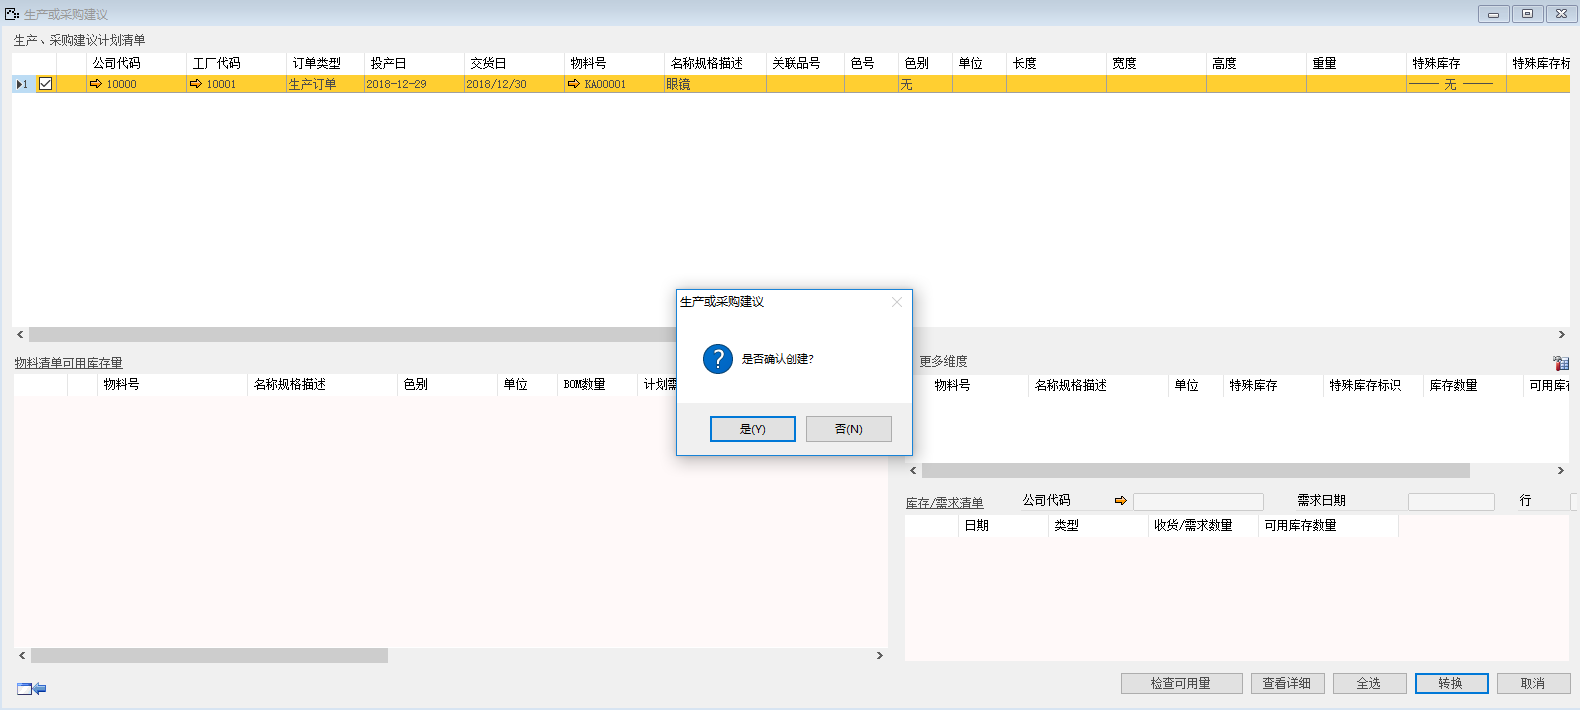 生产或采购建议
生产、采购建议计划清单
公司代码 工厂代码 订单类型 投产日 交货日 物料号 名称规格描述 关联品号 色号 色别 单位 长度 宽度 高度 重量 特殊库存 特殊库存标
1 10000 10001 生产订单 2018-12-29 2018/12/30 KA00001 眼镜 无 无
生产或采购建议
是否确认创建?
是(Y) 否(N)
物料清单可用库存量
物料号 名称规格描述 色别 单位 BOM数量 计划需
更多维度
物料号 名称规格描述 单位 特殊库存 特殊库存标识 库存数量 可用库存
库存/需求清单 公司代码 需求日期 行
日期 类型 收货/需求数量 可用库存数量
检查可用量 查看详细 全选 转换 取消